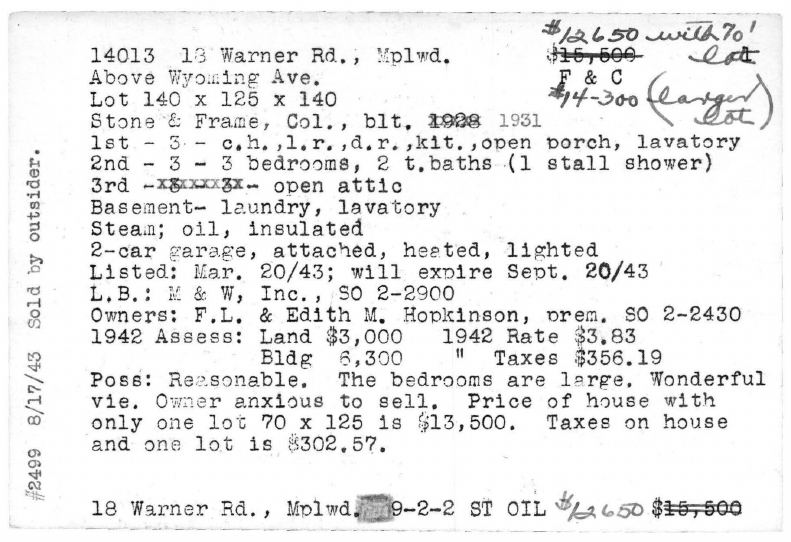 $12650 with 70' lot
14013 18 Warner Rd., Mplwd. $15,500
Above Wyoming Ave. F & C
Lot 140 x 125 x 140 $14-300 (larger lot)
Stone & Frame, Col., blt. 1928 1931
1st - 3 - c.h.,l.r.,d.r.,kit.,open porch, lavatory
2nd - 3 - 3 bedrooms, 2 t.baths (1 stall shower)
3rd - - open attic
Basement- laundry, lavatory
Steam; oil, insulated
2-car garage, attached, heated, lighted
Listed: Mar. 20/43; will expire Sept. 20/43
L.B.: M & W, Inc., SO 2-2900
Owners: F.L. & Edith M. Hopkinson, prem. SO 2-2430
1942 Assess: Land $3,000 1942 Rate $3.83
Bldg 6,300 " Taxes $356.19
Poss: Reasonable. The bedrooms are large. Wonderful
vie. Owner anxious to sell. Price of house with
only one lot 70 x 125 is $13,500. Taxes on house
and one lot is $302.57.
18 Warner Rd., Mplwd. 9-2-2 ST OIL $12650 $15,500
#2499 8/17/43 Sold by outsider.